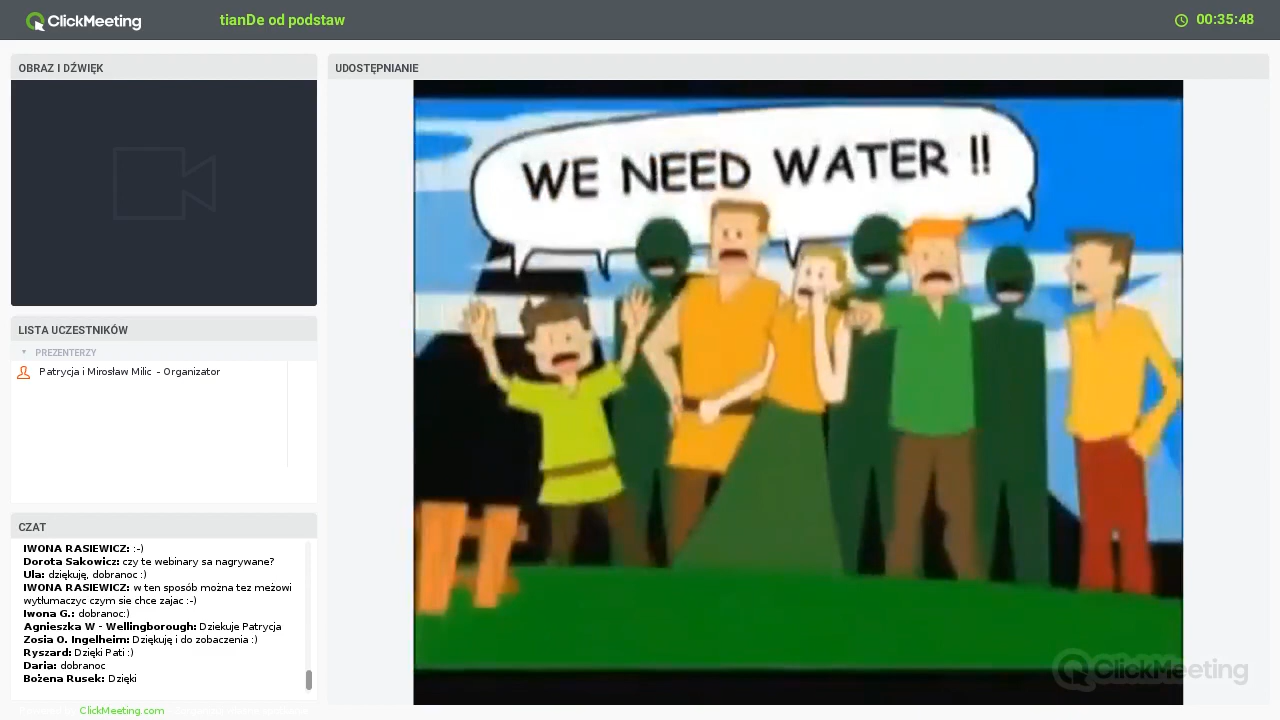 ClickMeeting
tianDe od podstaw
00:35:48
OBRAZ I DŹWIĘK
UDOSTĘPNIANIE
WE NEED WATER !!
LISTA UCZESTNIKÓW
PREZENTERZY
Patrycja i Mirosław Milic - Organizator
CZAT
IWONA RASIEWICZ: :-)
Dorota Sakowicz: czy te webinary sa nagrywane?
Ula: dziękuję, dobranoc :)
IWONA RASIEWICZ: w ten sposób można tez meżowi
wytłumaczyc czym sie chce zajac :-)
Iwona G.: dobranoc:)
Agnieszka W - Wellingborough: Dziekuje Patrycja
Zosia O. Ingelheim: Dziękuję i do zobaczenia :)
Ryszard: Dzięki Pati :)
Daria: dobranoc
Bożena Rusek: Dzięki
ClickMeeting
ClickMeeting.com